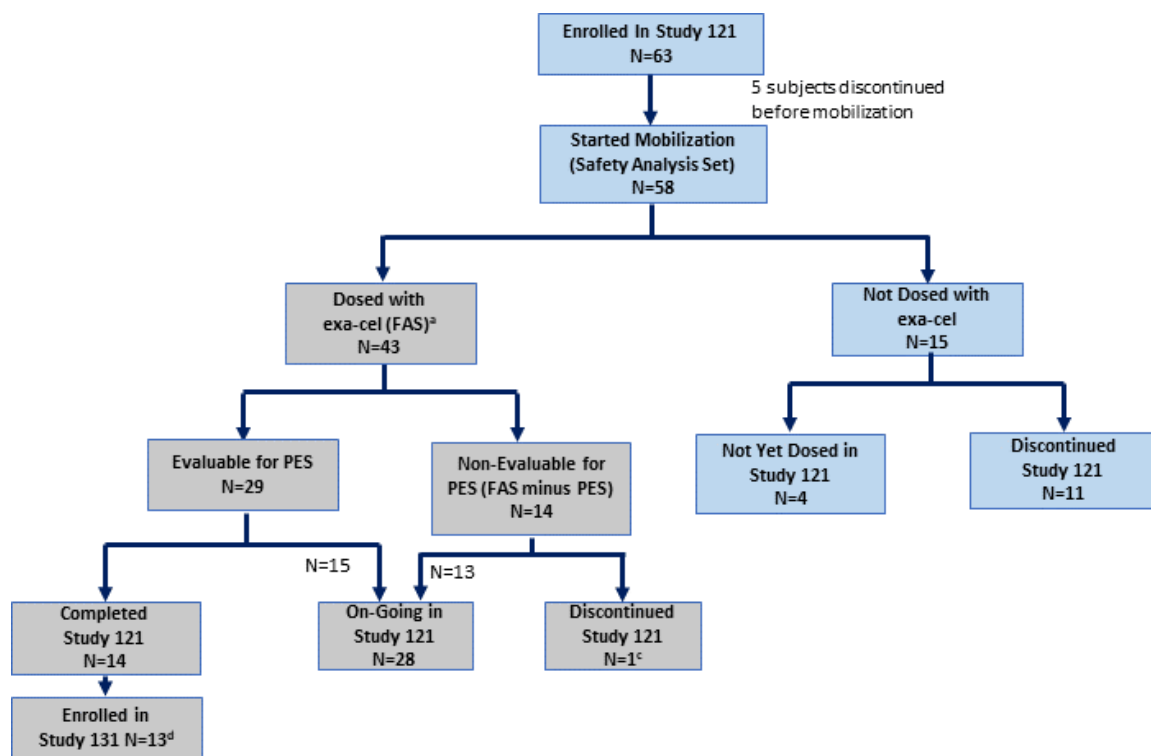 Enrolled In Study 121
N=63
5 subjects discontinued
before mobilization
Started Mobilization
(Safety Analysis Set)
N=58
Dosed with
exa-cel (FAS)ᵃ
N=43
Not Dosed with
exa-cel
N=15
Evaluable for PES
N=29
Non-Evaluable for
PES (FAS minus PES)
N=14
Not Yet Dosed in
Study 121
N=4
Discontinued
Study 121
N=11
N=15
N=13
Completed
Study 121
N=14
On-Going in
Study 121
N=28
Discontinued
Study 121
N=1ᶜ
Enrolled in
Study 131 N=13ᵈ